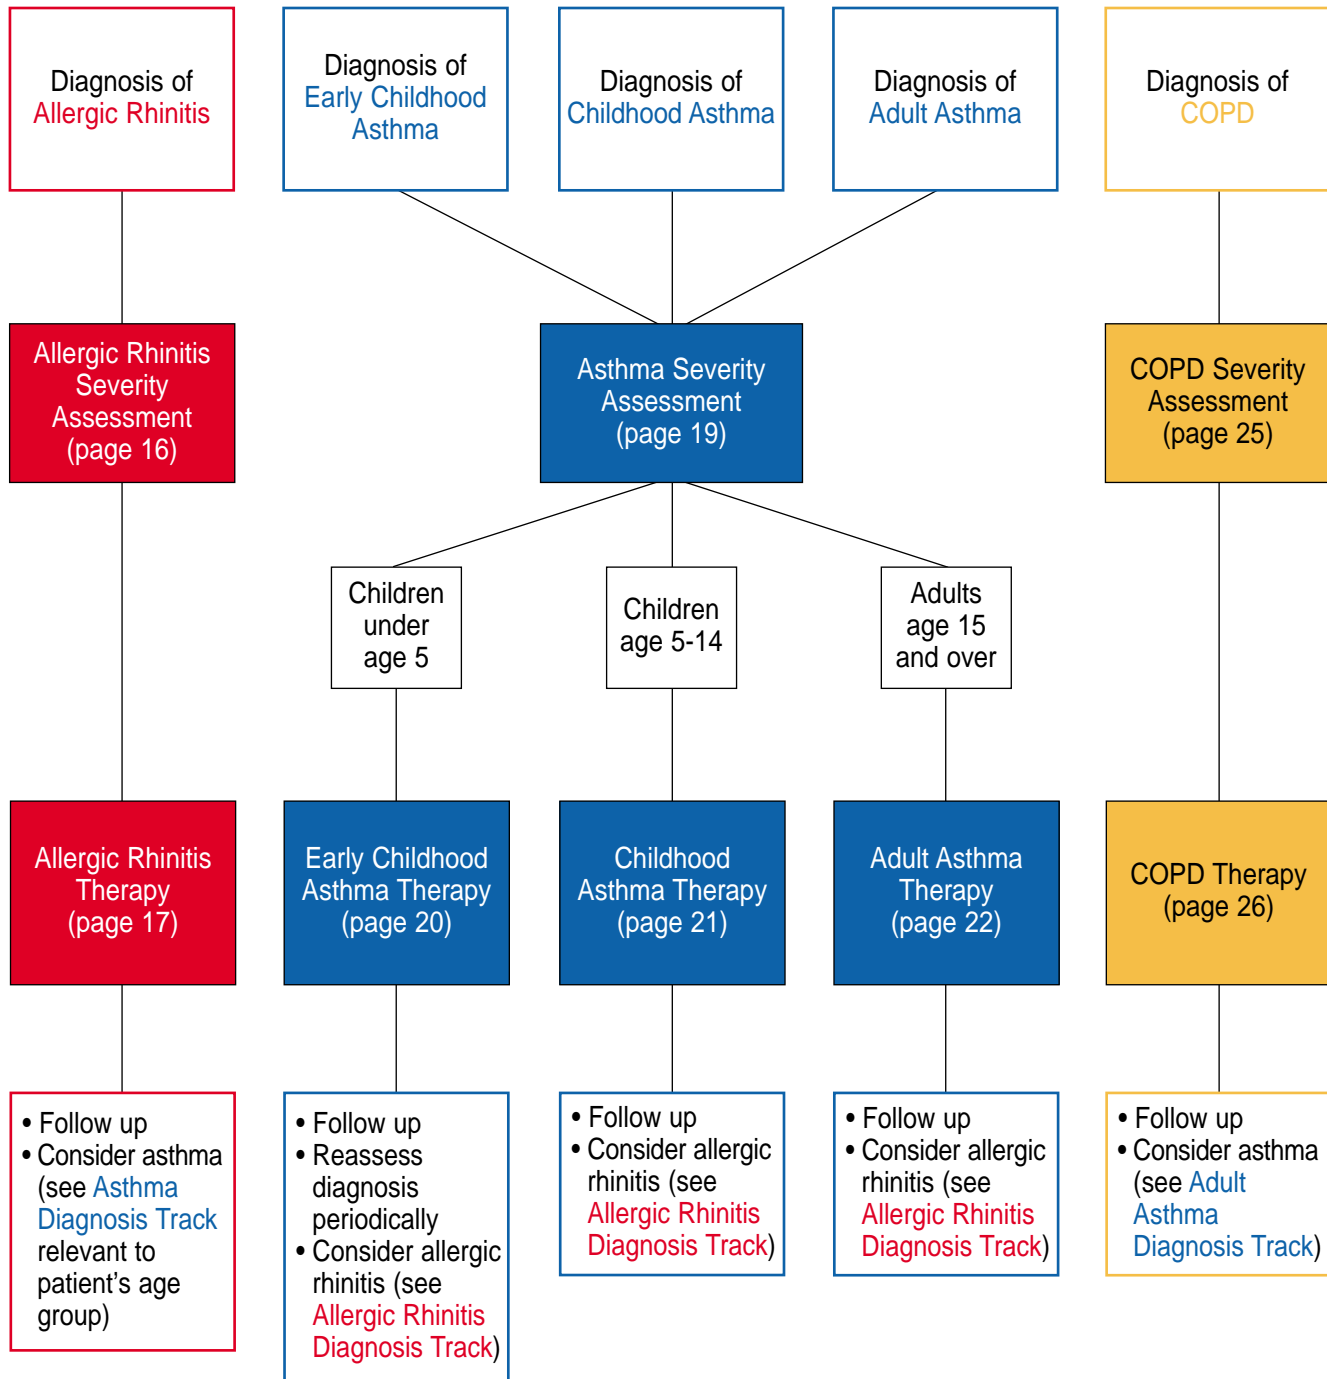 Diagnosis of
Allergic Rhinitis
Diagnosis of
Early Childhood
Asthma
Diagnosis of
Childhood Asthma
Diagnosis of
Adult Asthma
Diagnosis of
COPD
Allergic Rhinitis
Severity
Assessment
(page 16)
Asthma Severity
Assessment
(page 19)
COPD Severity
Assessment
(page 25)
Children
under
age 5
Children
age 5-14
Adults
age 15
and over
Allergic Rhinitis
Therapy
(page 17)
Early Childhood
Asthma Therapy
(page 20)
Childhood
Asthma Therapy
(page 21)
Adult Asthma
Therapy
(page 22)
COPD Therapy
(page 26)
• Follow up
• Consider asthma
(see Asthma
Diagnosis Track
relevant to
patient’s age
group)
• Follow up
• Reassess
diagnosis
periodically
• Consider allergic
rhinitis (see
Allergic Rhinitis
Diagnosis Track)
• Follow up
• Consider allergic
rhinitis (see
Allergic Rhinitis
Diagnosis Track)
• Follow up
• Consider allergic
rhinitis (see
Allergic Rhinitis
Diagnosis Track)
• Follow up
• Consider asthma
(see Adult
Asthma
Diagnosis Track)